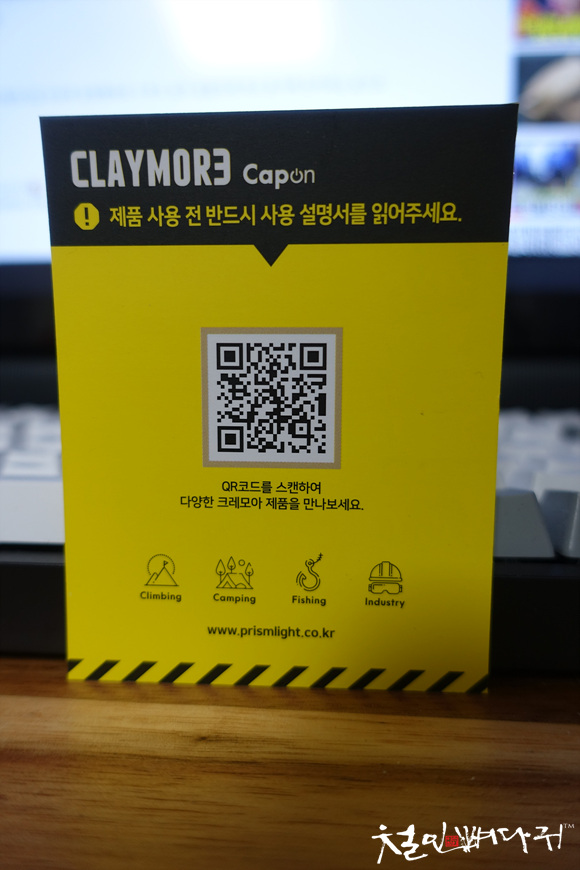 CLAYMORE Capon
! 제품 사용 전 반드시 사용 설명서를 읽어주세요.
QR코드를 스캔하여
다양한 크레모아 제품을 만나보세요.
Climbing Camping Fishing Industry
www.prismlight.co.kr